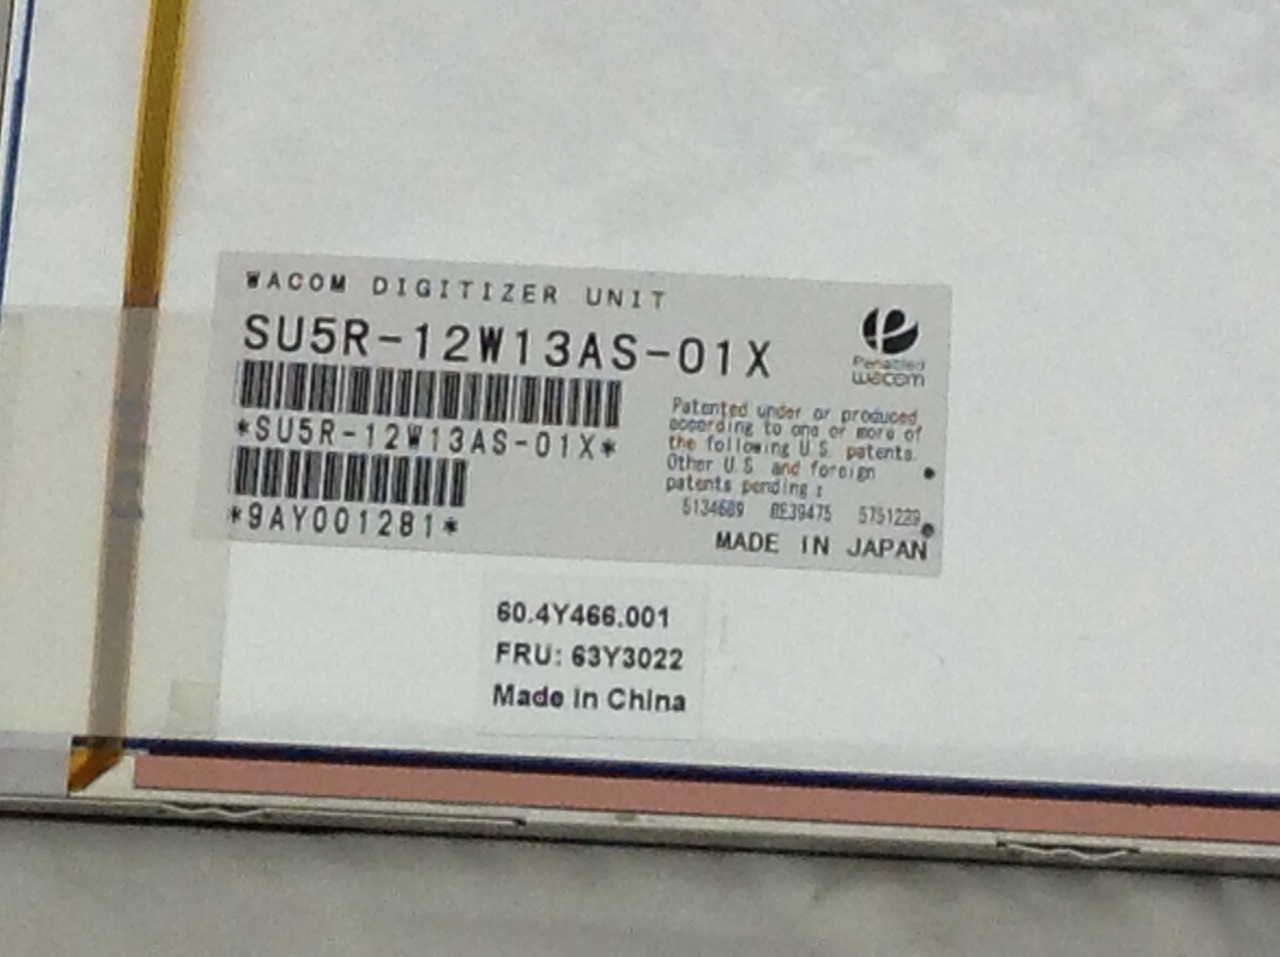 WACOM DIGITIZER UNIT
SU5R-12W13AS-01X
Penabled
wacom
*SU5R-12W13AS-01X*
*9AY001281*
Patented under or produced
according to one or more of
the following U.S. patents.
Other U.S. and foreign
patents pending:
5134689 RE39475 5751229
MADE IN JAPAN
60.4Y466.001
FRU: 63Y3022
Made in China